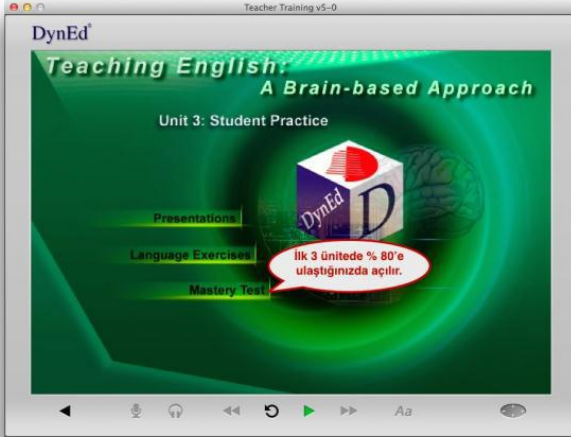 Teacher Training v5-0
DynEd®
Teaching English:
A Brain-based Approach
Unit 3: Student Practice
DynEd
D
Presentations
Language Exercises
Mastery Test
İlk 3 ünitede % 80'e
ulaştığınızda açılır.
Aa